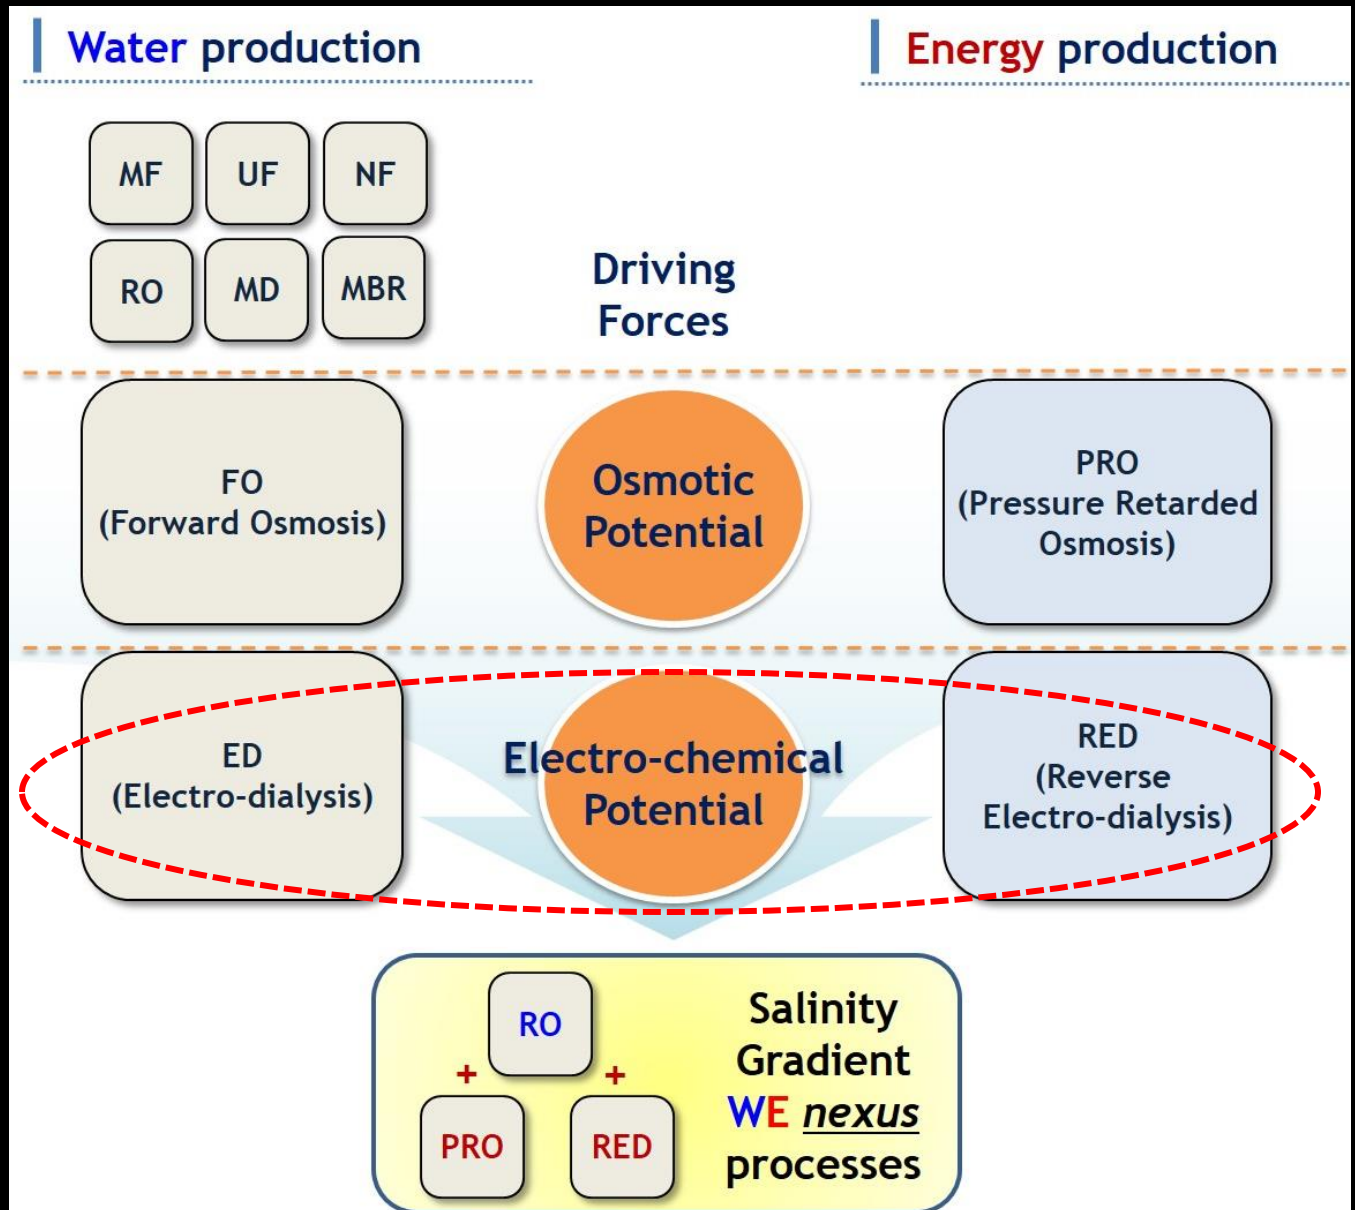 Water production
Energy production
MF
UF
NF
RO
MD
MBR
Driving
Forces
FO
(Forward Osmosis)
Osmotic
Potential
PRO
(Pressure Retarded
Osmosis)
ED
(Electro-dialysis)
Electro-chemical
Potential
RED
(Reverse
Electro-dialysis)
RO
+
+
PRO
RED
Salinity
Gradient
WE nexus
processes